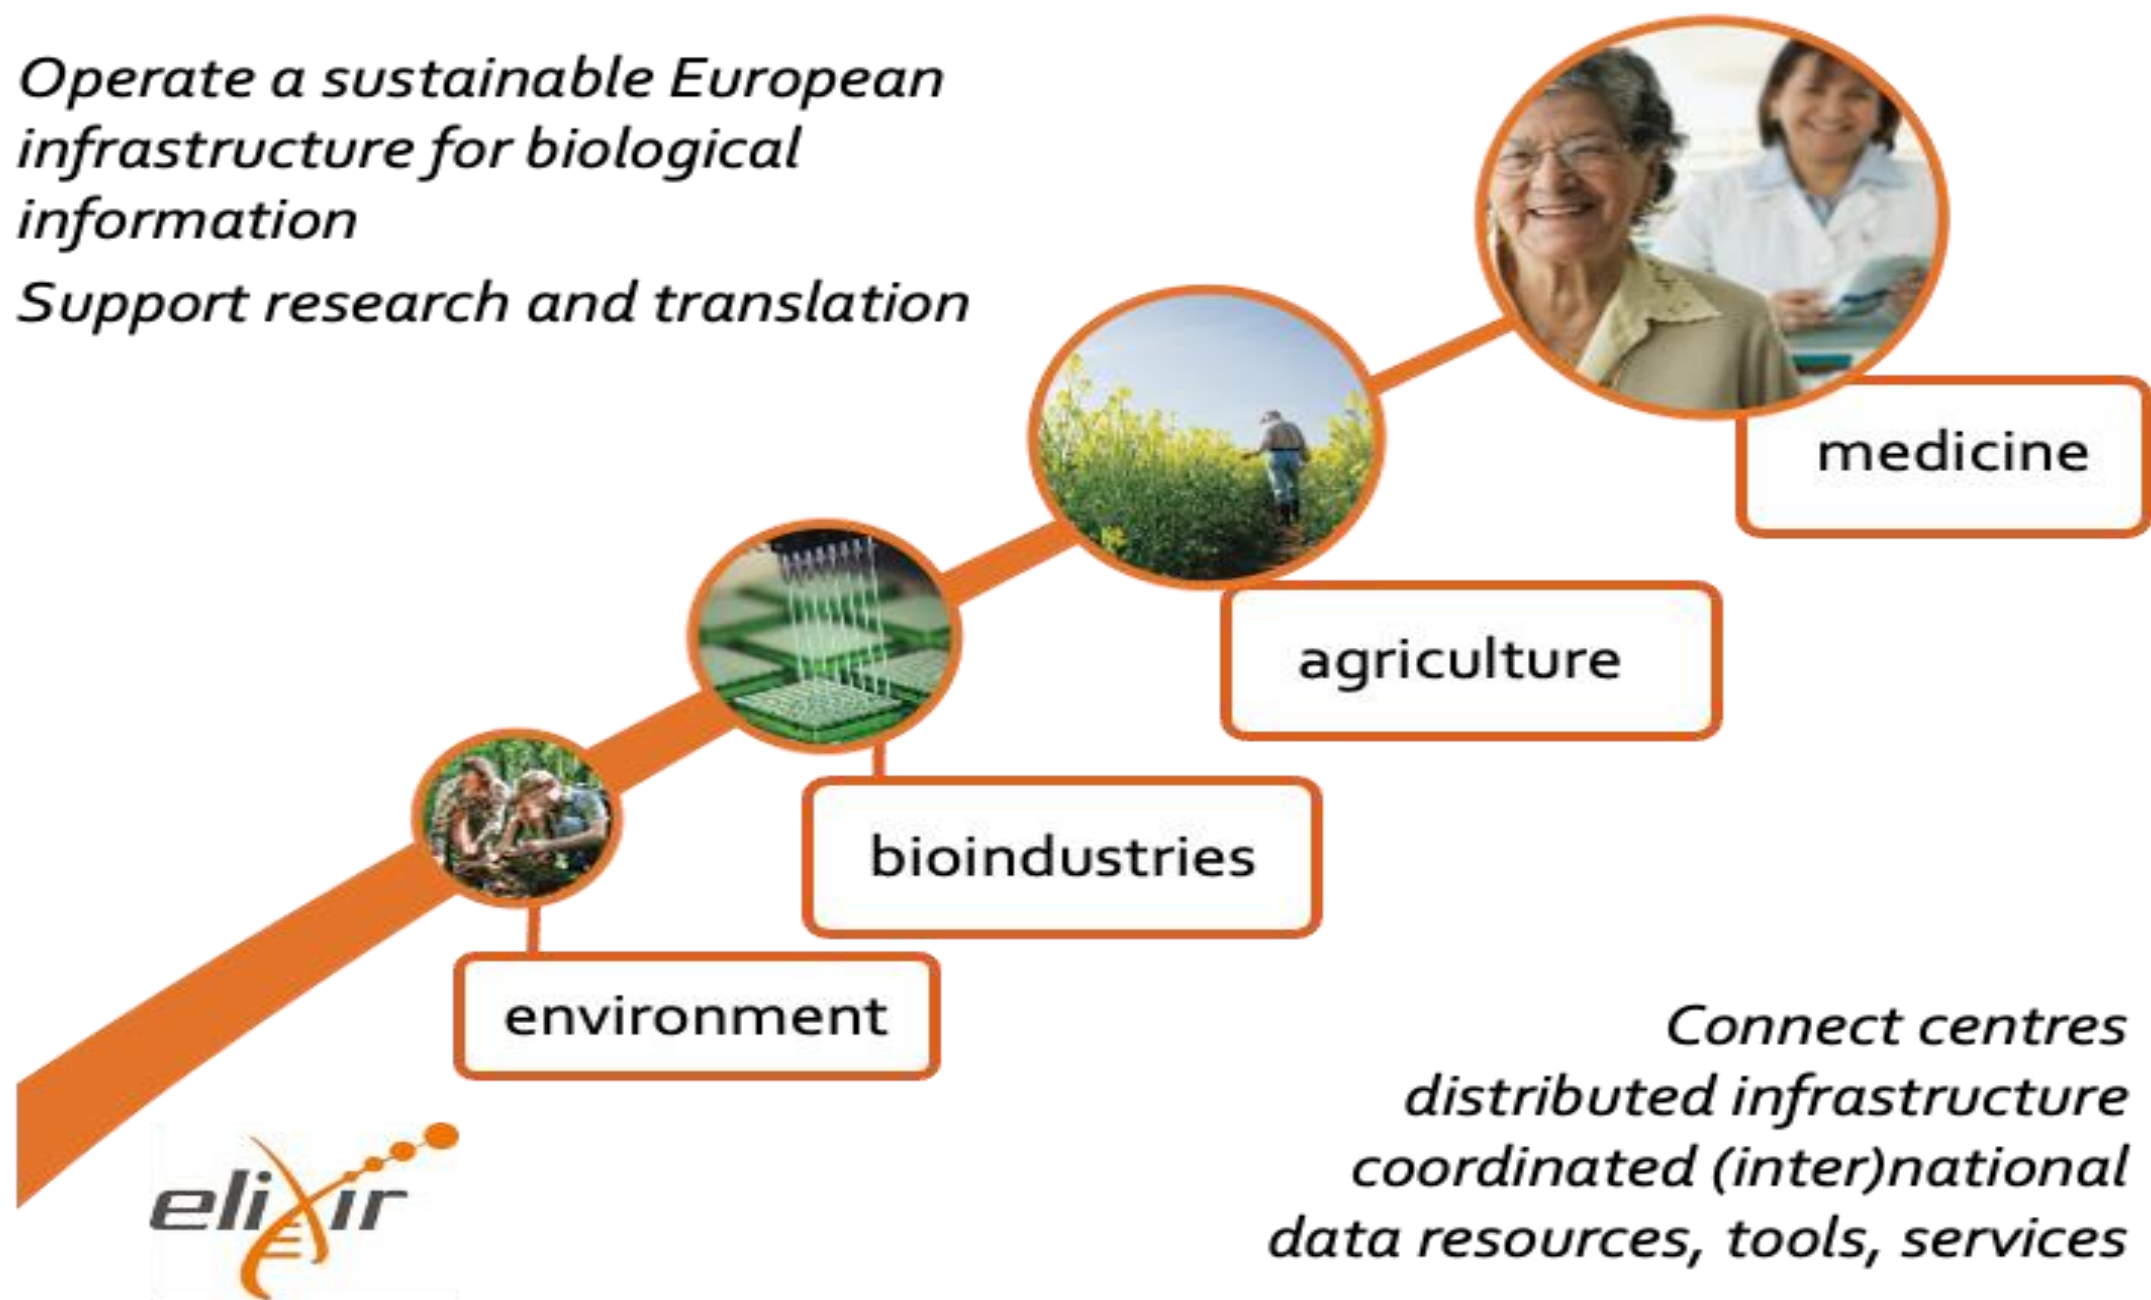 Operate a sustainable European
infrastructure for biological
information
Support research and translation
medicine
agriculture
bioindustries
environment
Connect centres
distributed infrastructure
coordinated (inter)national
data resources, tools, services
elixir